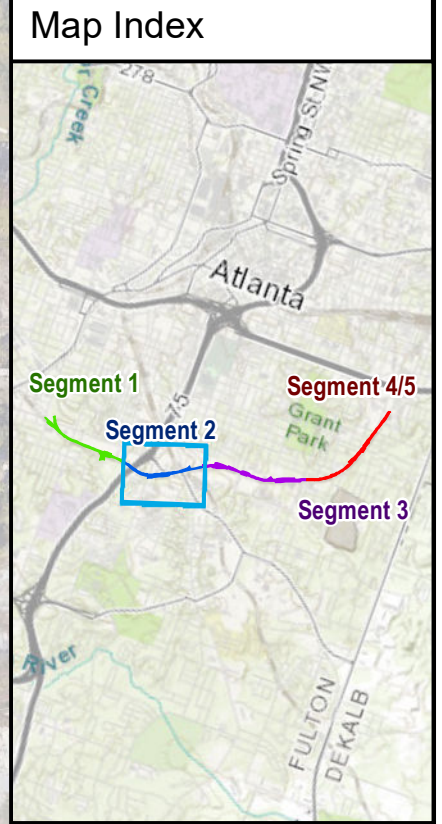 Map Index
278
r Creek
Spring St NW
Atlanta
75
Segment 1
Segment 4/5
Grant
Park
Segment 2
Segment 3
River
FULTON
DEKALB